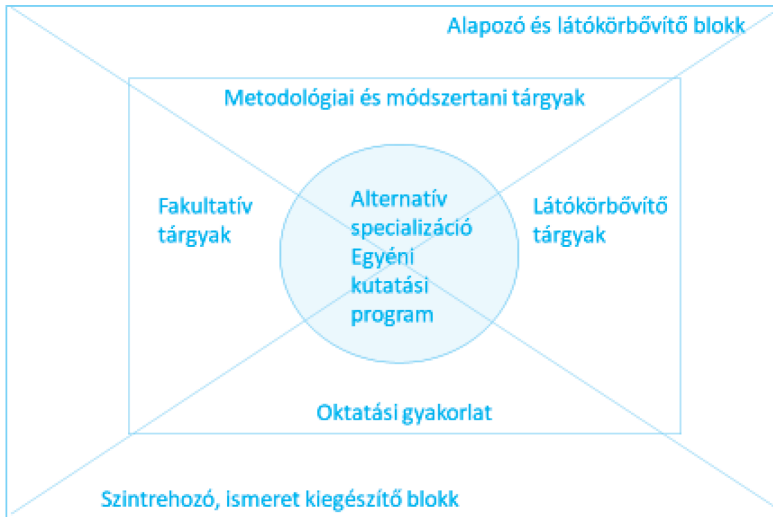 Alapozó és látókörbővítő blokk
Metodológiai és módszertani tárgyak
Fakultatív
tárgyak
Alternatív
specializáció
Egyéni
kutatási
program
Látókörbővítő
tárgyak
Oktatási gyakorlat
Szintrehozó, ismeret kiegészítő blokk